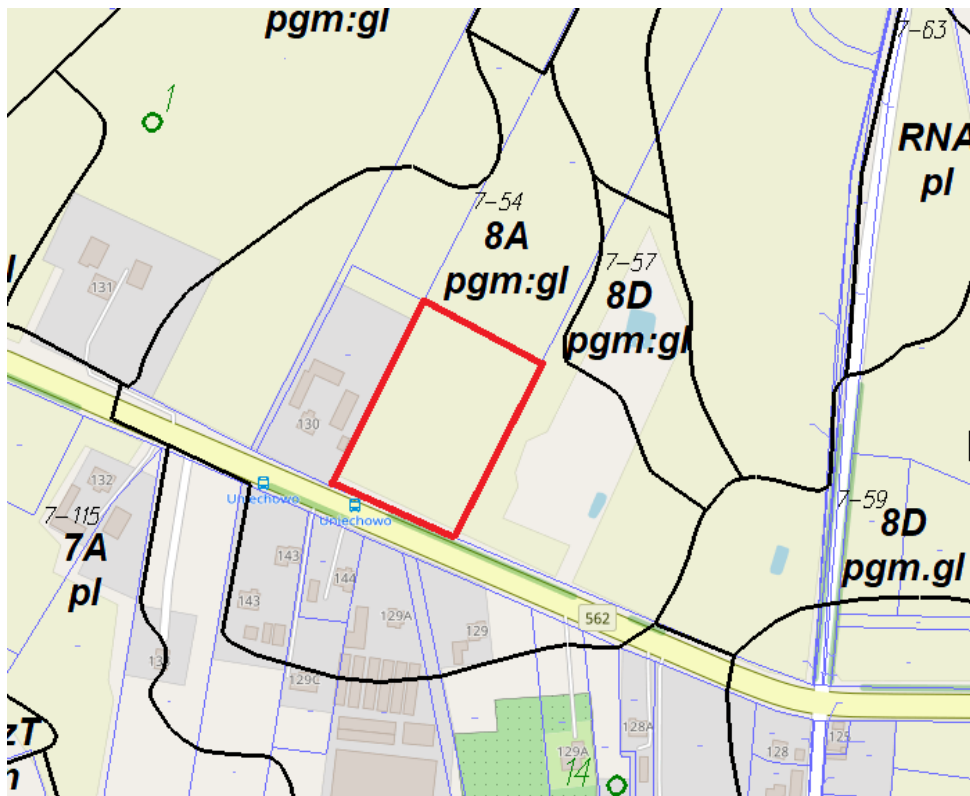 pgm:gl
7-63
1
RNA
pl
7-54
8A
pgm:gl
7-57
8D
pgm:gl
131
130
Uniechowo
Uniechowo
132
7-115
7A
pl
7-59
8D
pgm.gl
143
144
143
129A
129
562
129C
zT
128A
129A
14
128
125